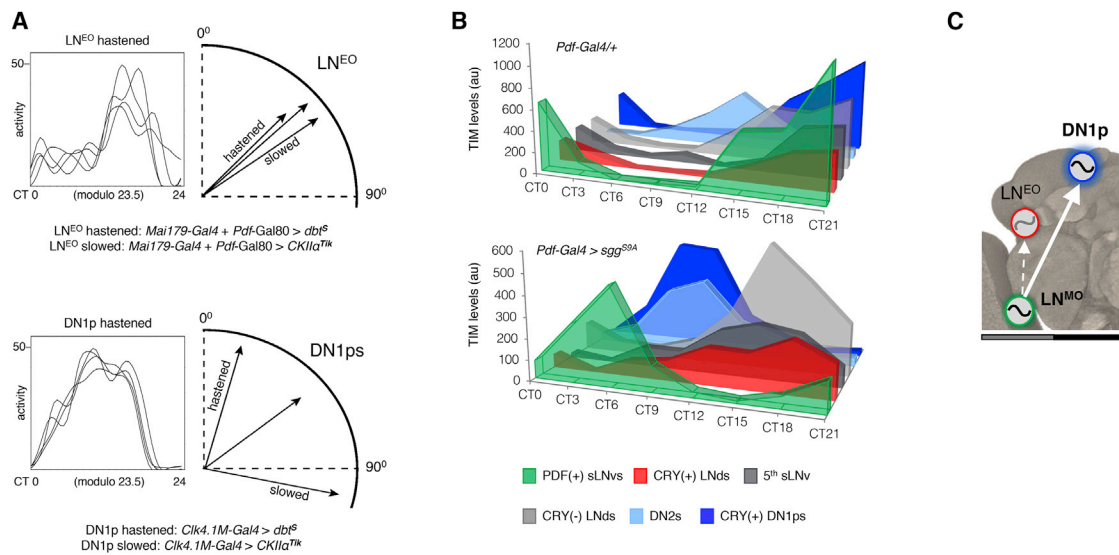 A
LN^EO hastened
50
activity
CT 0 (modulo 23.5) 24
0⁰
LN^EO
hastened
slowed
90⁰
LN^EO hastened: Mai179-Gal4 + Pdf-Gal80 > dbt^S
LN^EO slowed: Mai179-Gal4 + Pdf-Gal80 > CKIIα^Tik
DN1p hastened
50
activity
CT 0 (modulo 23.5) 24
0⁰
DN1ps
hastened
slowed
90⁰
DN1p hastened: Clk4.1M-Gal4 > dbt^S
DN1p slowed: Clk4.1M-Gal4 > CKIIα^Tik
B
Pdf-Gal4/+
TIM levels (au)
1200
1000
800
600
400
200
0
CT0 CT3 CT6 CT9 CT12 CT15 CT18 CT21
Pdf-Gal4 > sgg^S9A
TIM levels (au)
600
500
400
300
200
100
0
CT0 CT3 CT6 CT9 CT12 CT15 CT18 CT21
PDF(+) sLNvs CRY(+) LNds 5th sLNv
CRY(-) LNds DN2s CRY(+) DN1ps
C
DN1p
LN^EO
LN^MO